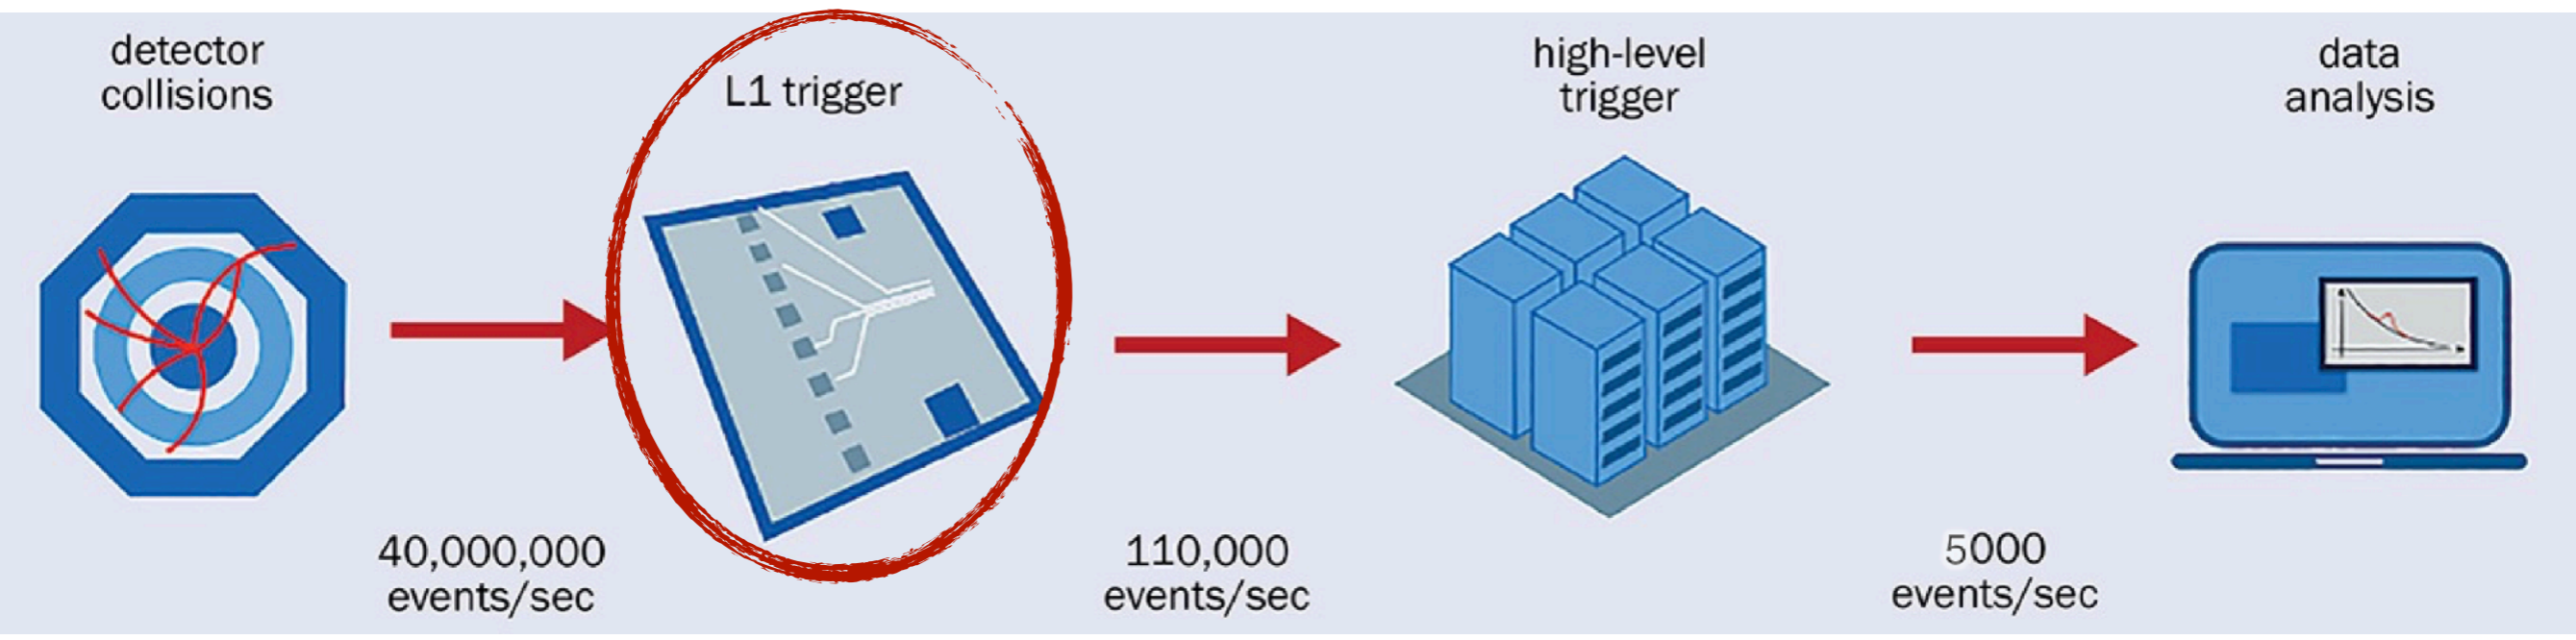 detector
collisions
L1 trigger
high-level
trigger
data
analysis
40,000,000
events/sec
110,000
events/sec
5000
events/sec